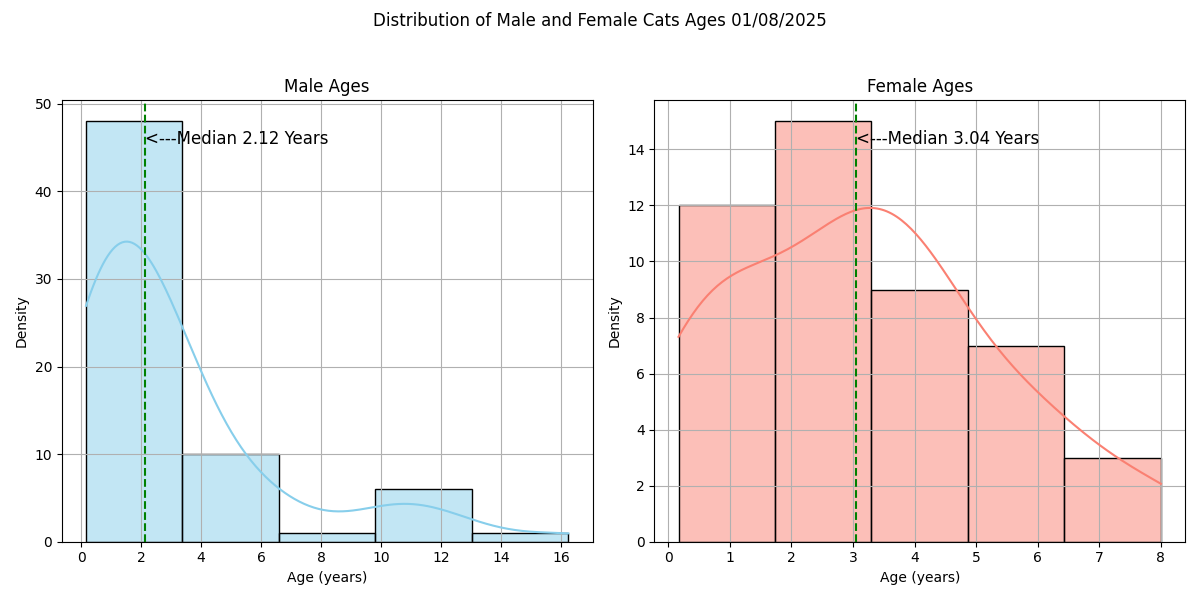 Distribution of Male and Female Cats Ages 01/08/2025
Male Ages
50
40
30
20
10
0
Density
<---Median 2.12 Years
0 2 4 6 8 10 12 14 16
Age (years)
Female Ages
14
12
10
8
6
4
2
0
Density
<---Median 3.04 Years
0 1 2 3 4 5 6 7 8
Age (years)